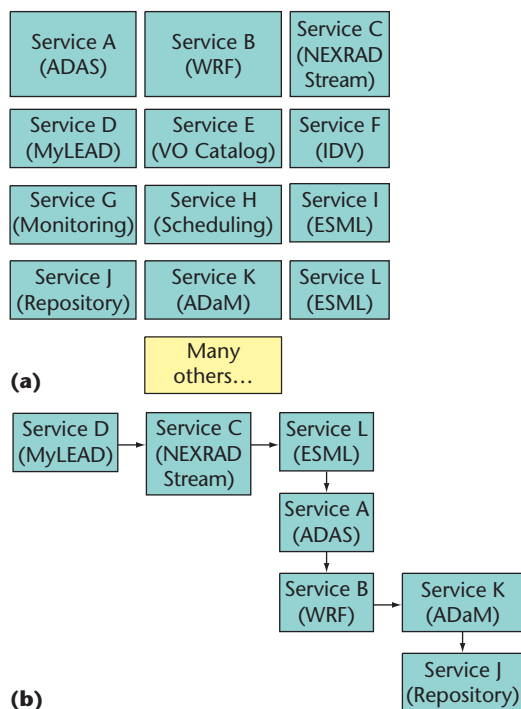 Service A
(ADAS)
Service B
(WRF)
Service C
(NEXRAD
Stream)
Service D
(MyLEAD)
Service E
(VO Catalog)
Service F
(IDV)
Service G
(Monitoring)
Service H
(Scheduling)
Service I
(ESML)
Service J
(Repository)
Service K
(ADaM)
Service L
(ESML)
Many
others…
(a)
Service D
(MyLEAD)
Service C
(NEXRAD
Stream)
Service L
(ESML)
Service A
(ADAS)
Service B
(WRF)
Service K
(ADaM)
Service J
(Repository)
(b)